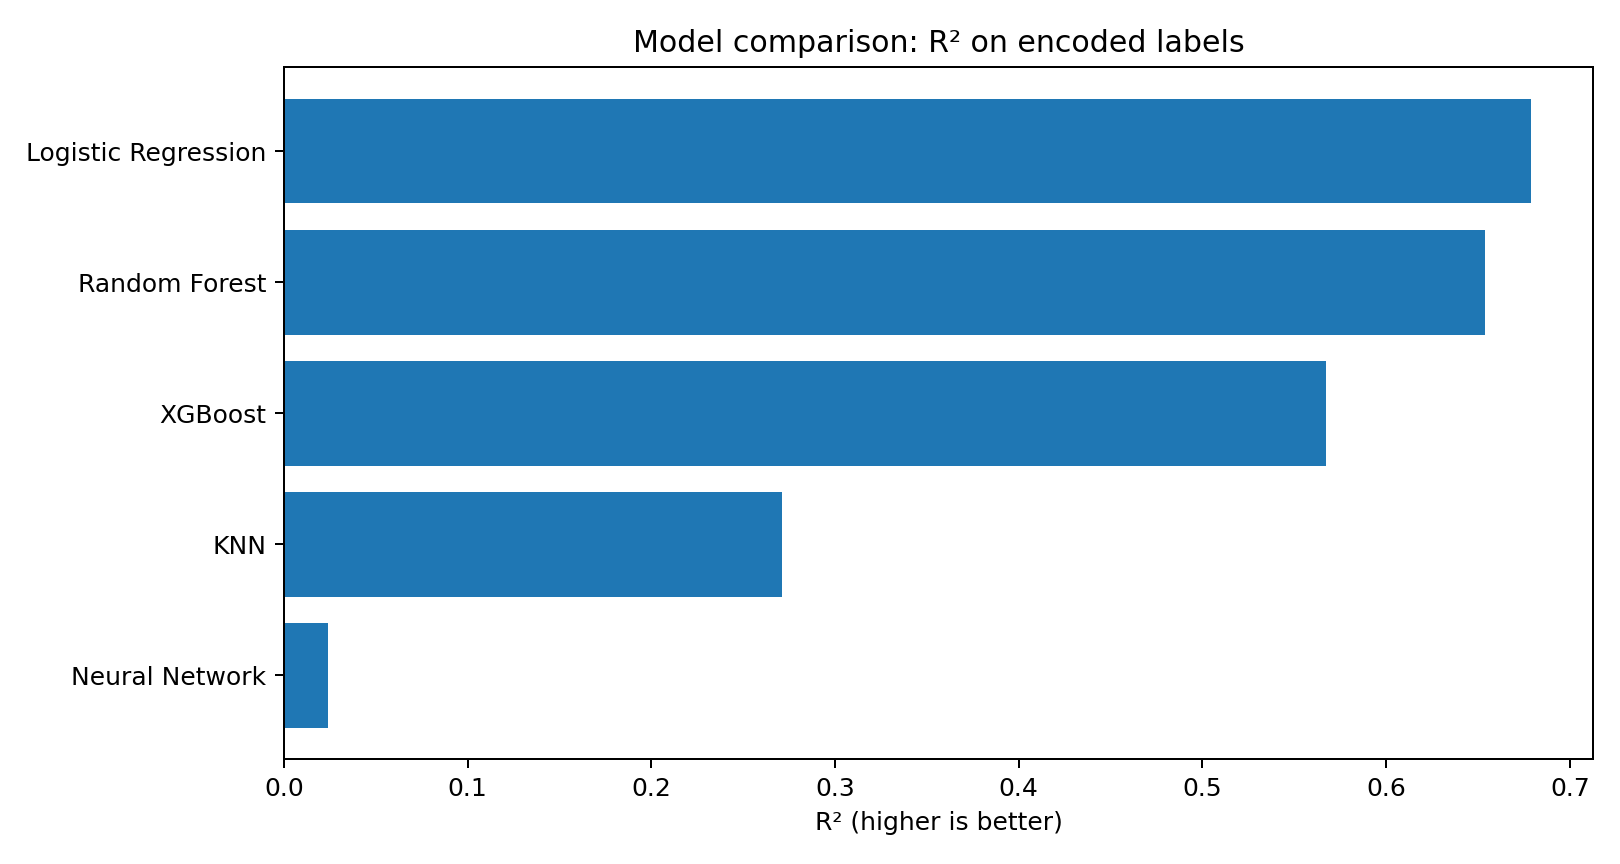 Model comparison: R² on encoded labels
Logistic Regression
Random Forest
XGBoost
KNN
Neural Network
0.0 0.1 0.2 0.3 0.4 0.5 0.6 0.7
R² (higher is better)